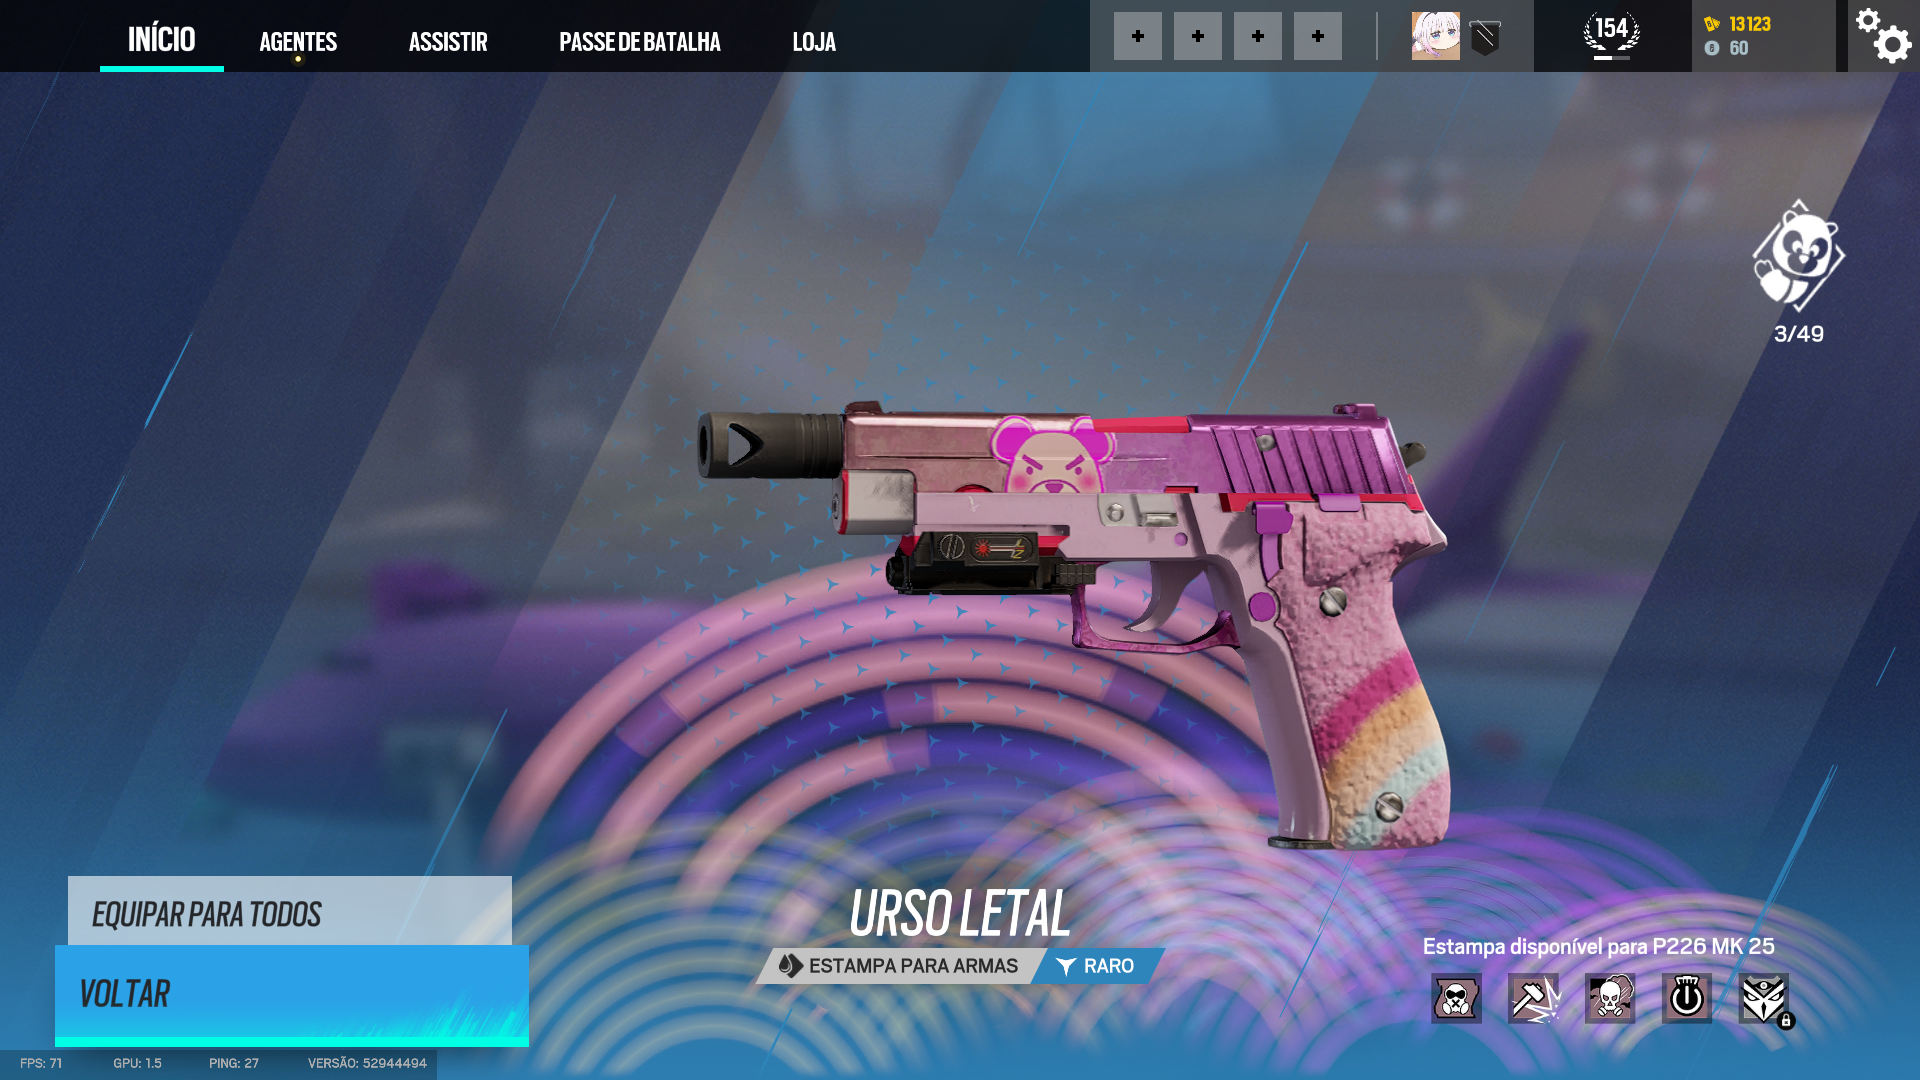 INÍCIO
AGENTES
ASSISTIR
PASSE DE BATALHA
LOJA
154
13123
60
3/49
EQUIPAR PARA TODOS
VOLTAR
URSO LETAL
ESTAMPA PARA ARMAS
RARO
Estampa disponível para P226 MK 25
FPS: 71
GPU: 1.5
PING: 27
VERSÃO: 52944494